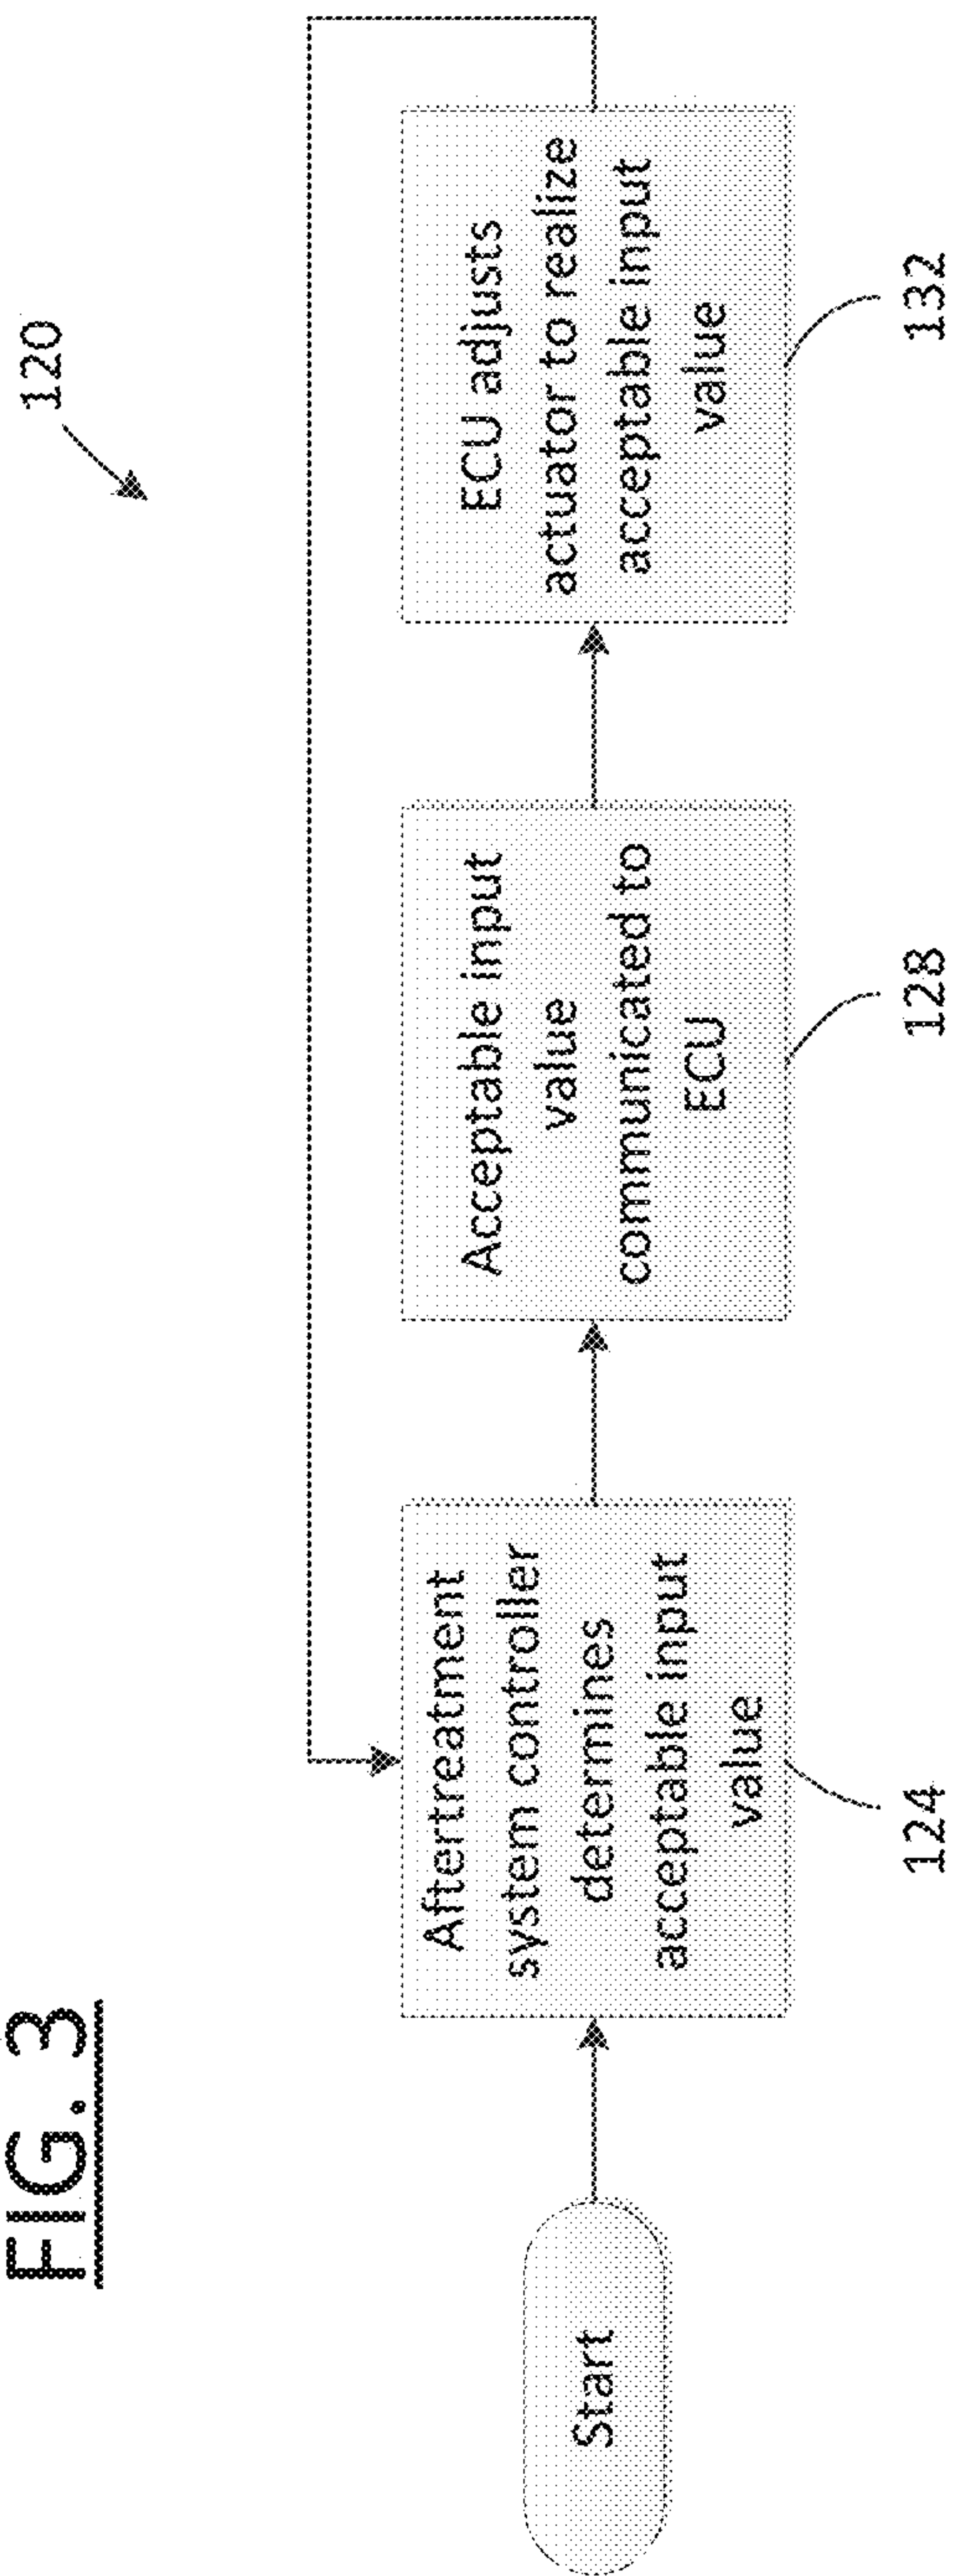 FIG. 3
120
Start
Aftertreatment
system controller
determines
acceptable input
value
124
Acceptable input
value
communicated to
ECU
128
ECU adjusts
actuator to realize
acceptable input
value
132